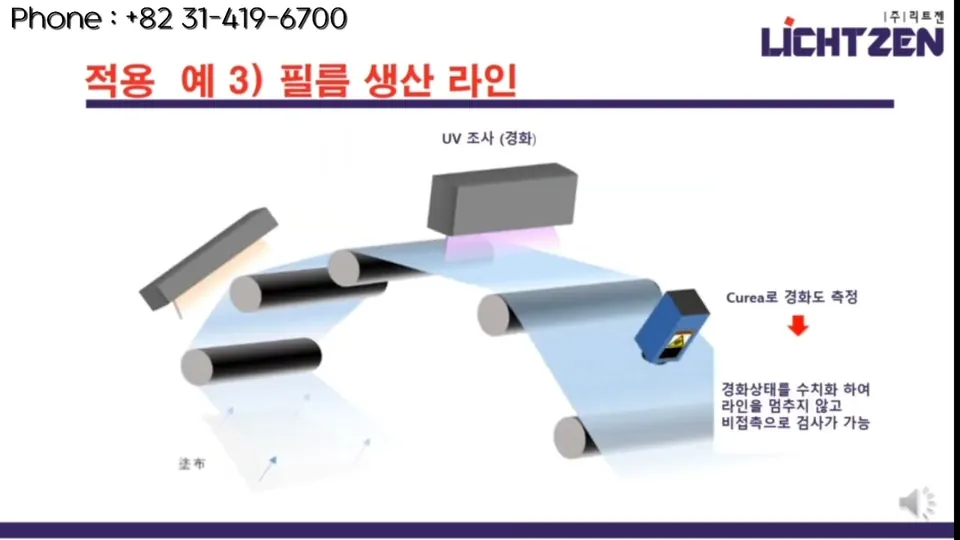 Phone : +82 31-419-6700
(주)리트젠
LICHTZEN
적용 예 3) 필름 생산 라인
UV 조사 (경화)
Curea로 경화도 측정
경화상태를 수치화 하여
라인을 멈추지 않고
비접촉으로 검사가 가능
塗布